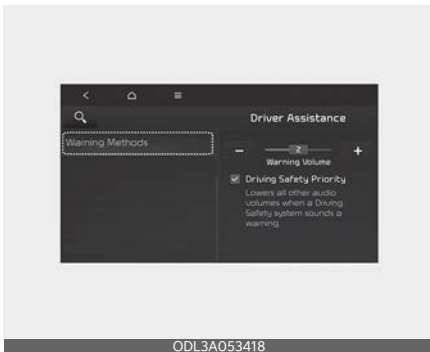 Driver Assistance
Warning Methods
2
Warning Volume
Driving Safety Priority
Lowers all other audio
volumes when a Driving
Safety system sounds a
warning.
ODL3A053418